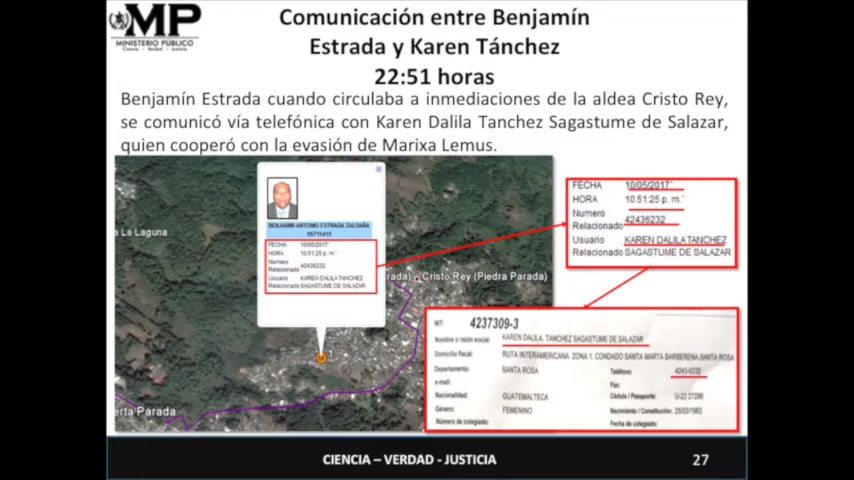 MP
MINISTERIO PÚBLICO
Ciencia - Verdad - Justicia
Comunicación entre Benjamín
Estrada y Karen Tánchez
22:51 horas
Benjamín Estrada cuando circulaba a inmediaciones de la aldea Cristo Rey,
se comunicó vía telefónica con Karen Dalila Tanchez Sagastume de Salazar,
quien cooperó con la evasión de Marixa Lemus.
a La Laguna
BENJAMIN ANTONIO ESTRADA ZALDAÑA
FECHA 10/05/2017
HORA 10:51:25 p. m.
Numero
Relacionado 42436232
Usuario KAREN DALILA TANCHEZ
Relacionado SAGASTUME DE SALAZAR
rada)
Cristo Rey (Piedra Parada)
1
erta Parada
FECHA 10/05/2017
HORA 10:51:25 p. m.
Numero
Relacionado 42436232
Usuario KAREN DALILA TANCHEZ
Relacionado SAGASTUME DE SALAZAR
NIT: 4237309-3
Nombre o razón social: KAREN DALILA, TANCHEZ SAGASTUME DE SALAZAR
Domicilio fiscal: RUTA INTERAMERICANA ZONA 1, CONDADO SANTA MARTA BARBERENA, SANTA ROSA
Departamento: SANTA ROSA Teléfono: 4243-6232
e-mail: Fax:
Nacionalidad: GUATEMALTECA Cédula / Pasaporte:
Género: FEMENINO Nacimiento / Constitución:
Número de colegiado: Fecha de colegiado:
CIENCIA – VERDAD - JUSTICIA
27